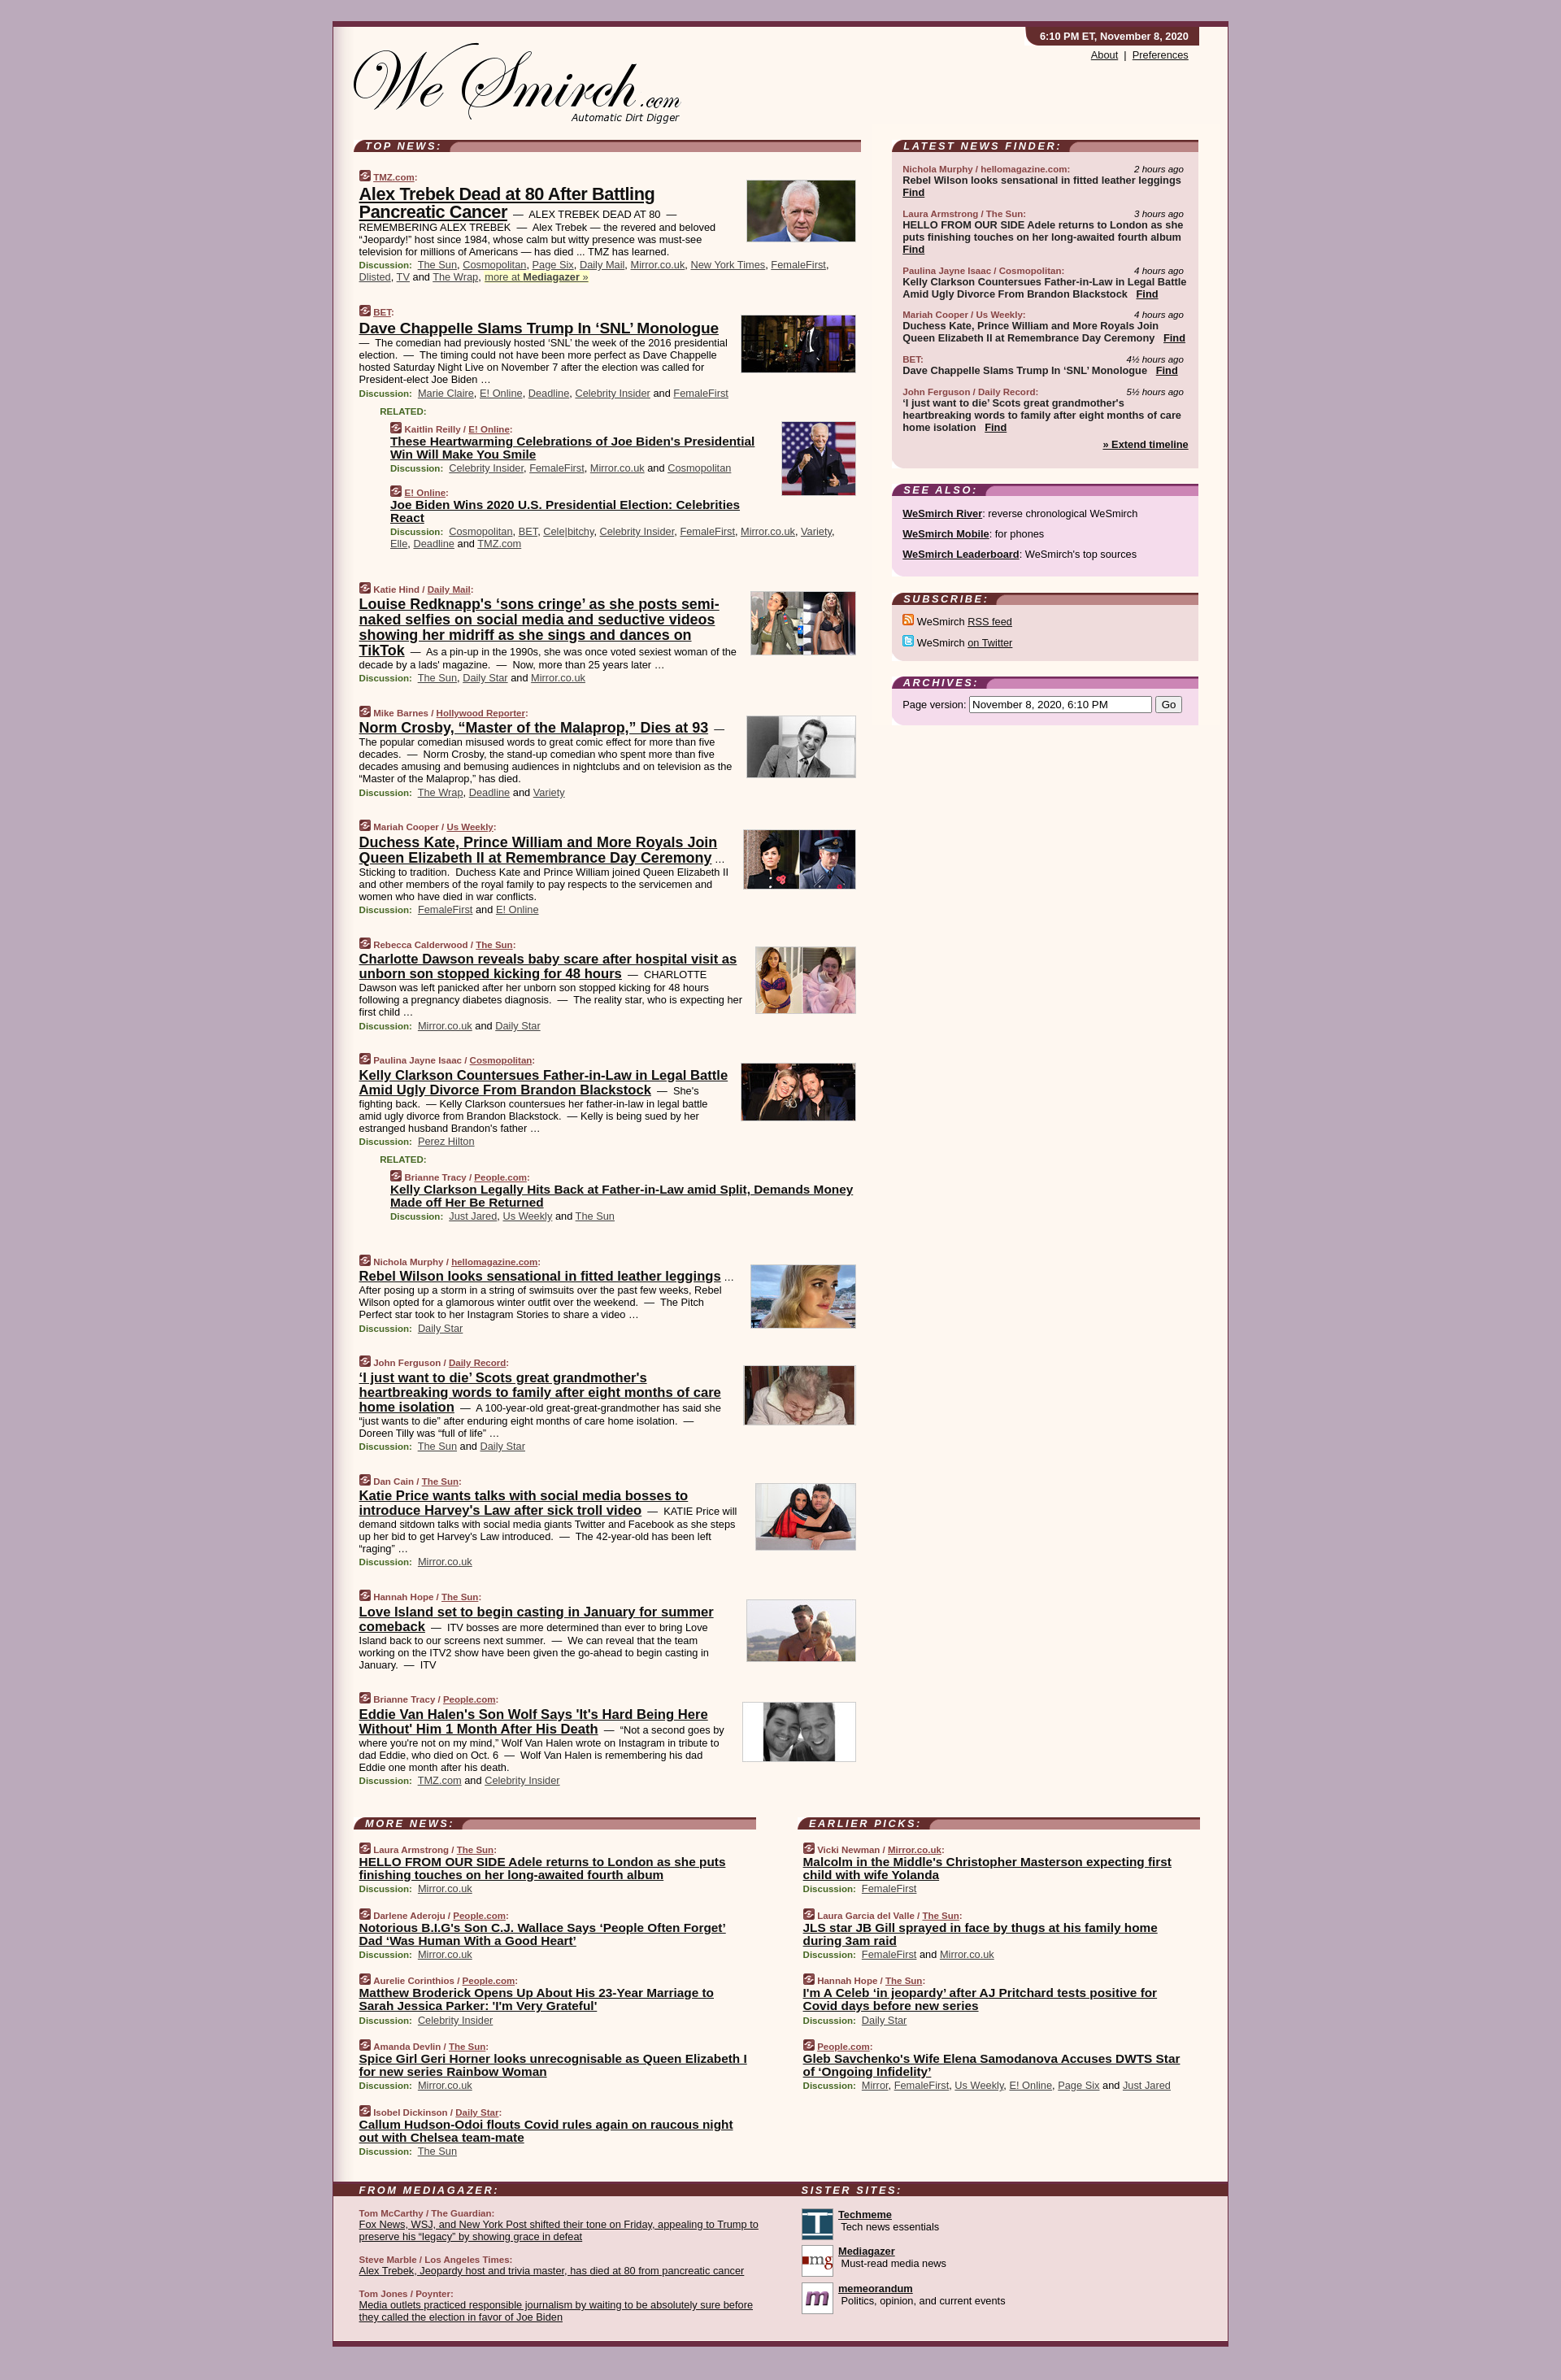 6:10 PM ET, November 8, 2020
About | Preferences
We Smirch.com
Automatic Dirt Digger
TOP NEWS:
TMZ.com:
Alex Trebek Dead at 80 After Battling
Pancreatic Cancer — ALEX TREBEK DEAD AT 80 —
REMEMBERING ALEX TREBEK — Alex Trebek — the revered and beloved
“Jeopardy!” host since 1984, whose calm but witty presence was must-see
television for millions of Americans — has died ... TMZ has learned.
Discussion: The Sun, Cosmopolitan, Page Six, Daily Mail, Mirror.co.uk, New York Times, FemaleFirst,
Dlisted, TV and The Wrap, more at Mediagazer »
BET:
Dave Chappelle Slams Trump In ‘SNL’ Monologue
— The comedian had previously hosted ‘SNL’ the week of the 2016 presidential
election. — The timing could not have been more perfect as Dave Chappelle
hosted Saturday Night Live on November 7 after the election was called for
President-elect Joe Biden …
Discussion: Marie Claire, E! Online, Deadline, Celebrity Insider and FemaleFirst
RELATED:
Kaitlin Reilly / E! Online:
These Heartwarming Celebrations of Joe Biden's Presidential
Win Will Make You Smile
Discussion: Celebrity Insider, FemaleFirst, Mirror.co.uk and Cosmopolitan
E! Online:
Joe Biden Wins 2020 U.S. Presidential Election: Celebrities
React
Discussion: Cosmopolitan, BET, Cele|bitchy, Celebrity Insider, FemaleFirst, Mirror.co.uk, Variety,
Elle, Deadline and TMZ.com
Katie Hind / Daily Mail:
Louise Redknapp's ‘sons cringe’ as she posts semi-
naked selfies on social media and seductive videos
showing her midriff as she sings and dances on
TikTok — As a pin-up in the 1990s, she was once voted sexiest woman of the
decade by a lads' magazine. — Now, more than 25 years later …
Discussion: The Sun, Daily Star and Mirror.co.uk
Mike Barnes / Hollywood Reporter:
Norm Crosby, “Master of the Malaprop,” Dies at 93 —
The popular comedian misused words to great comic effect for more than five
decades. — Norm Crosby, the stand-up comedian who spent more than five
decades amusing and bemusing audiences in nightclubs and on television as the
“Master of the Malaprop,” has died.
Discussion: The Wrap, Deadline and Variety
Mariah Cooper / Us Weekly:
Duchess Kate, Prince William and More Royals Join
Queen Elizabeth II at Remembrance Day Ceremony …
Sticking to tradition. Duchess Kate and Prince William joined Queen Elizabeth II
and other members of the royal family to pay respects to the servicemen and
women who have died in war conflicts.
Discussion: FemaleFirst and E! Online
Rebecca Calderwood / The Sun:
Charlotte Dawson reveals baby scare after hospital visit as
unborn son stopped kicking for 48 hours — CHARLOTTE
Dawson was left panicked after her unborn son stopped kicking for 48 hours
following a pregnancy diabetes diagnosis. — The reality star, who is expecting her
first child …
Discussion: Mirror.co.uk and Daily Star
Paulina Jayne Isaac / Cosmopolitan:
Kelly Clarkson Countersues Father-in-Law in Legal Battle
Amid Ugly Divorce From Brandon Blackstock — She's
fighting back. — Kelly Clarkson countersues her father-in-law in legal battle
amid ugly divorce from Brandon Blackstock. — Kelly is being sued by her
estranged husband Brandon's father …
Discussion: Perez Hilton
RELATED:
Brianne Tracy / People.com:
Kelly Clarkson Legally Hits Back at Father-in-Law amid Split, Demands Money
Made off Her Be Returned
Discussion: Just Jared, Us Weekly and The Sun
Nichola Murphy / hellomagazine.com:
Rebel Wilson looks sensational in fitted leather leggings …
After posing up a storm in a string of swimsuits over the past few weeks, Rebel
Wilson opted for a glamorous winter outfit over the weekend. — The Pitch
Perfect star took to her Instagram Stories to share a video …
Discussion: Daily Star
John Ferguson / Daily Record:
‘I just want to die’ Scots great grandmother's
heartbreaking words to family after eight months of care
home isolation — A 100-year-old great-great-grandmother has said she
“just wants to die” after enduring eight months of care home isolation. —
Doreen Tilly was “full of life” …
Discussion: The Sun and Daily Star
Dan Cain / The Sun:
Katie Price wants talks with social media bosses to
introduce Harvey's Law after sick troll video — KATIE Price will
demand sitdown talks with social media giants Twitter and Facebook as she steps
up her bid to get Harvey's Law introduced. — The 42-year-old has been left
“raging” …
Discussion: Mirror.co.uk
Hannah Hope / The Sun:
Love Island set to begin casting in January for summer
comeback — ITV bosses are more determined than ever to bring Love
Island back to our screens next summer. — We can reveal that the team
working on the ITV2 show have been given the go-ahead to begin casting in
January. — ITV
Brianne Tracy / People.com:
Eddie Van Halen's Son Wolf Says 'It's Hard Being Here
Without' Him 1 Month After His Death — “Not a second goes by
where you're not on my mind,” Wolf Van Halen wrote on Instagram in tribute to
dad Eddie, who died on Oct. 6 — Wolf Van Halen is remembering his dad
Eddie one month after his death.
Discussion: TMZ.com and Celebrity Insider
LATEST NEWS FINDER:
Nichola Murphy / hellomagazine.com: 2 hours ago
Rebel Wilson looks sensational in fitted leather leggings
Find
Laura Armstrong / The Sun: 3 hours ago
HELLO FROM OUR SIDE Adele returns to London as she
puts finishing touches on her long-awaited fourth album
Find
Paulina Jayne Isaac / Cosmopolitan: 4 hours ago
Kelly Clarkson Countersues Father-in-Law in Legal Battle
Amid Ugly Divorce From Brandon Blackstock Find
Mariah Cooper / Us Weekly: 4 hours ago
Duchess Kate, Prince William and More Royals Join
Queen Elizabeth II at Remembrance Day Ceremony Find
BET: 4½ hours ago
Dave Chappelle Slams Trump In ‘SNL’ Monologue Find
John Ferguson / Daily Record: 5½ hours ago
‘I just want to die’ Scots great grandmother's
heartbreaking words to family after eight months of care
home isolation Find
» Extend timeline
SEE ALSO:
WeSmirch River: reverse chronological WeSmirch
WeSmirch Mobile: for phones
WeSmirch Leaderboard: WeSmirch's top sources
SUBSCRIBE:
WeSmirch RSS feed
WeSmirch on Twitter
ARCHIVES:
Page version: November 8, 2020, 6:10 PM Go
MORE NEWS:
Laura Armstrong / The Sun:
HELLO FROM OUR SIDE Adele returns to London as she puts
finishing touches on her long-awaited fourth album
Discussion: Mirror.co.uk
Darlene Aderoju / People.com:
Notorious B.I.G's Son C.J. Wallace Says ‘People Often Forget’
Dad ‘Was Human With a Good Heart’
Discussion: Mirror.co.uk
Aurelie Corinthios / People.com:
Matthew Broderick Opens Up About His 23-Year Marriage to
Sarah Jessica Parker: 'I'm Very Grateful'
Discussion: Celebrity Insider
Amanda Devlin / The Sun:
Spice Girl Geri Horner looks unrecognisable as Queen Elizabeth I
for new series Rainbow Woman
Discussion: Mirror.co.uk
Isobel Dickinson / Daily Star:
Callum Hudson-Odoi flouts Covid rules again on raucous night
out with Chelsea team-mate
Discussion: The Sun
EARLIER PICKS:
Vicki Newman / Mirror.co.uk:
Malcolm in the Middle's Christopher Masterson expecting first
child with wife Yolanda
Discussion: FemaleFirst
Laura Garcia del Valle / The Sun:
JLS star JB Gill sprayed in face by thugs at his family home
during 3am raid
Discussion: FemaleFirst and Mirror.co.uk
Hannah Hope / The Sun:
I'm A Celeb ‘in jeopardy’ after AJ Pritchard tests positive for
Covid days before new series
Discussion: Daily Star
People.com:
Gleb Savchenko's Wife Elena Samodanova Accuses DWTS Star
of ‘Ongoing Infidelity’
Discussion: Mirror, FemaleFirst, Us Weekly, E! Online, Page Six and Just Jared
FROM MEDIAGAZER:
Tom McCarthy / The Guardian:
Fox News, WSJ, and New York Post shifted their tone on Friday, appealing to Trump to
preserve his “legacy” by showing grace in defeat
Steve Marble / Los Angeles Times:
Alex Trebek, Jeopardy host and trivia master, has died at 80 from pancreatic cancer
Tom Jones / Poynter:
Media outlets practiced responsible journalism by waiting to be absolutely sure before
they called the election in favor of Joe Biden
SISTER SITES:
T
Techmeme
Tech news essentials
mg
Mediagazer
Must-read media news
m
memeorandum
Politics, opinion, and current events